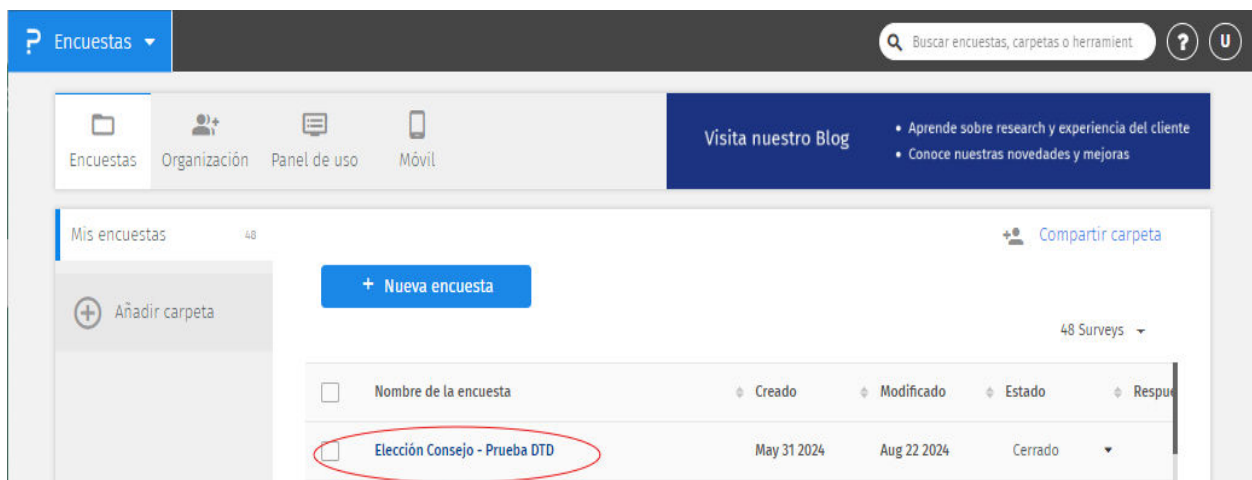 Encuestas
Buscar encuestas, carpetas o herramient
?
U
Encuestas
Organización
Panel de uso
Móvil
Visita nuestro Blog
• Aprende sobre research y experiencia del cliente
• Conoce nuestras novedades y mejoras
Mis encuestas 48
Compartir carpeta
+ Nueva encuesta
Añadir carpeta
48 Surveys
Nombre de la encuesta Creado Modificado Estado Respue
Elección Consejo - Prueba DTD May 31 2024 Aug 22 2024 Cerrado